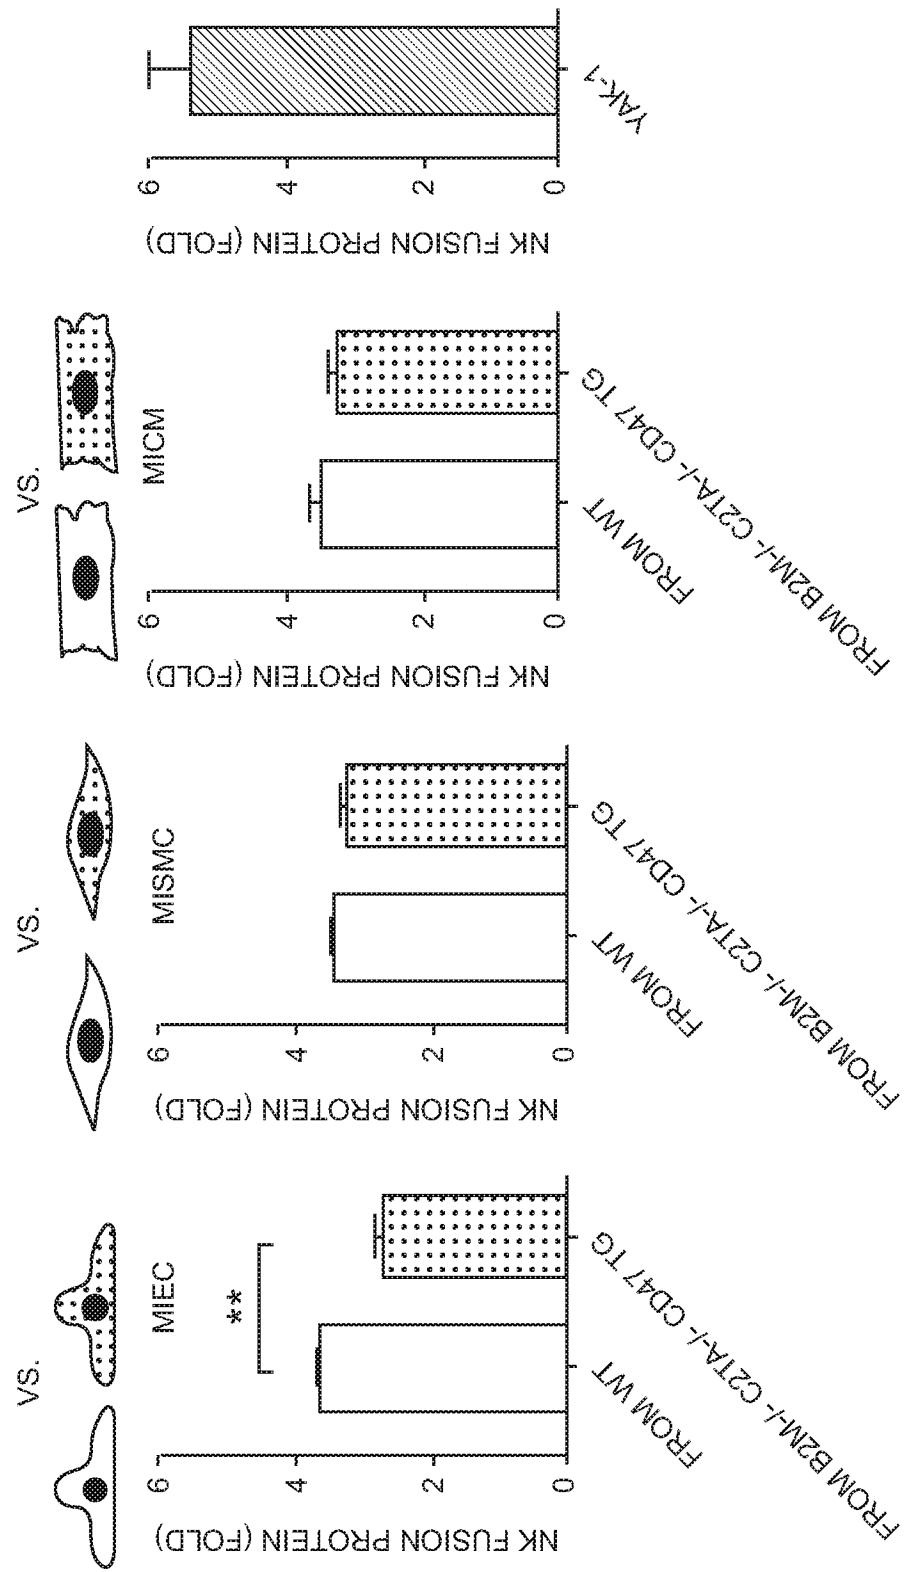 VS.
MIEC
NK FUSION PROTEIN (FOLD)
6
4
2
0
**
FROM WT
FROM B2M-/- C2TA-/- CD47 TG
VS.
MISMC
NK FUSION PROTEIN (FOLD)
6
4
2
0
FROM WT
FROM B2M-/- C2TA-/- CD47 TG
VS.
MICM
NK FUSION PROTEIN (FOLD)
6
4
2
0
FROM WT
FROM B2M-/- C2TA-/- CD47 TG
NK FUSION PROTEIN (FOLD)
6
4
2
0
YAK-1